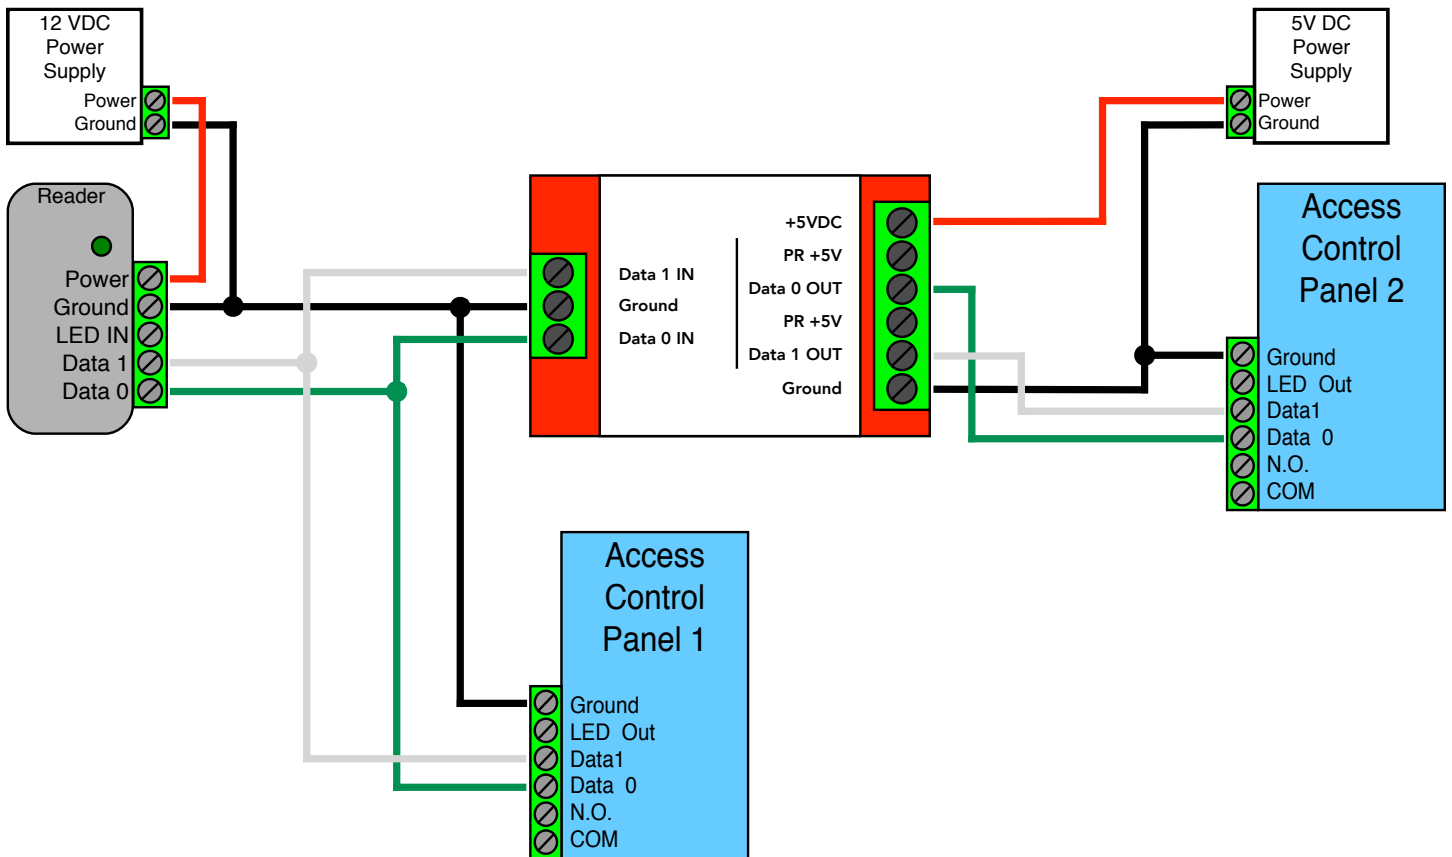 12 VDC
Power
Supply
Power
Ground
5V DC
Power
Supply
Power
Ground
Reader
Power
Ground
LED IN
Data 1
Data 0
Data 1 IN
Ground
Data 0 IN
+5VDC
PR +5V
Data 0 OUT
PR +5V
Data 1 OUT
Ground
Access
Control
Panel 2
Ground
LED Out
Data1
Data 0
N.O.
COM
Access
Control
Panel 1
Ground
LED Out
Data1
Data 0
N.O.
COM